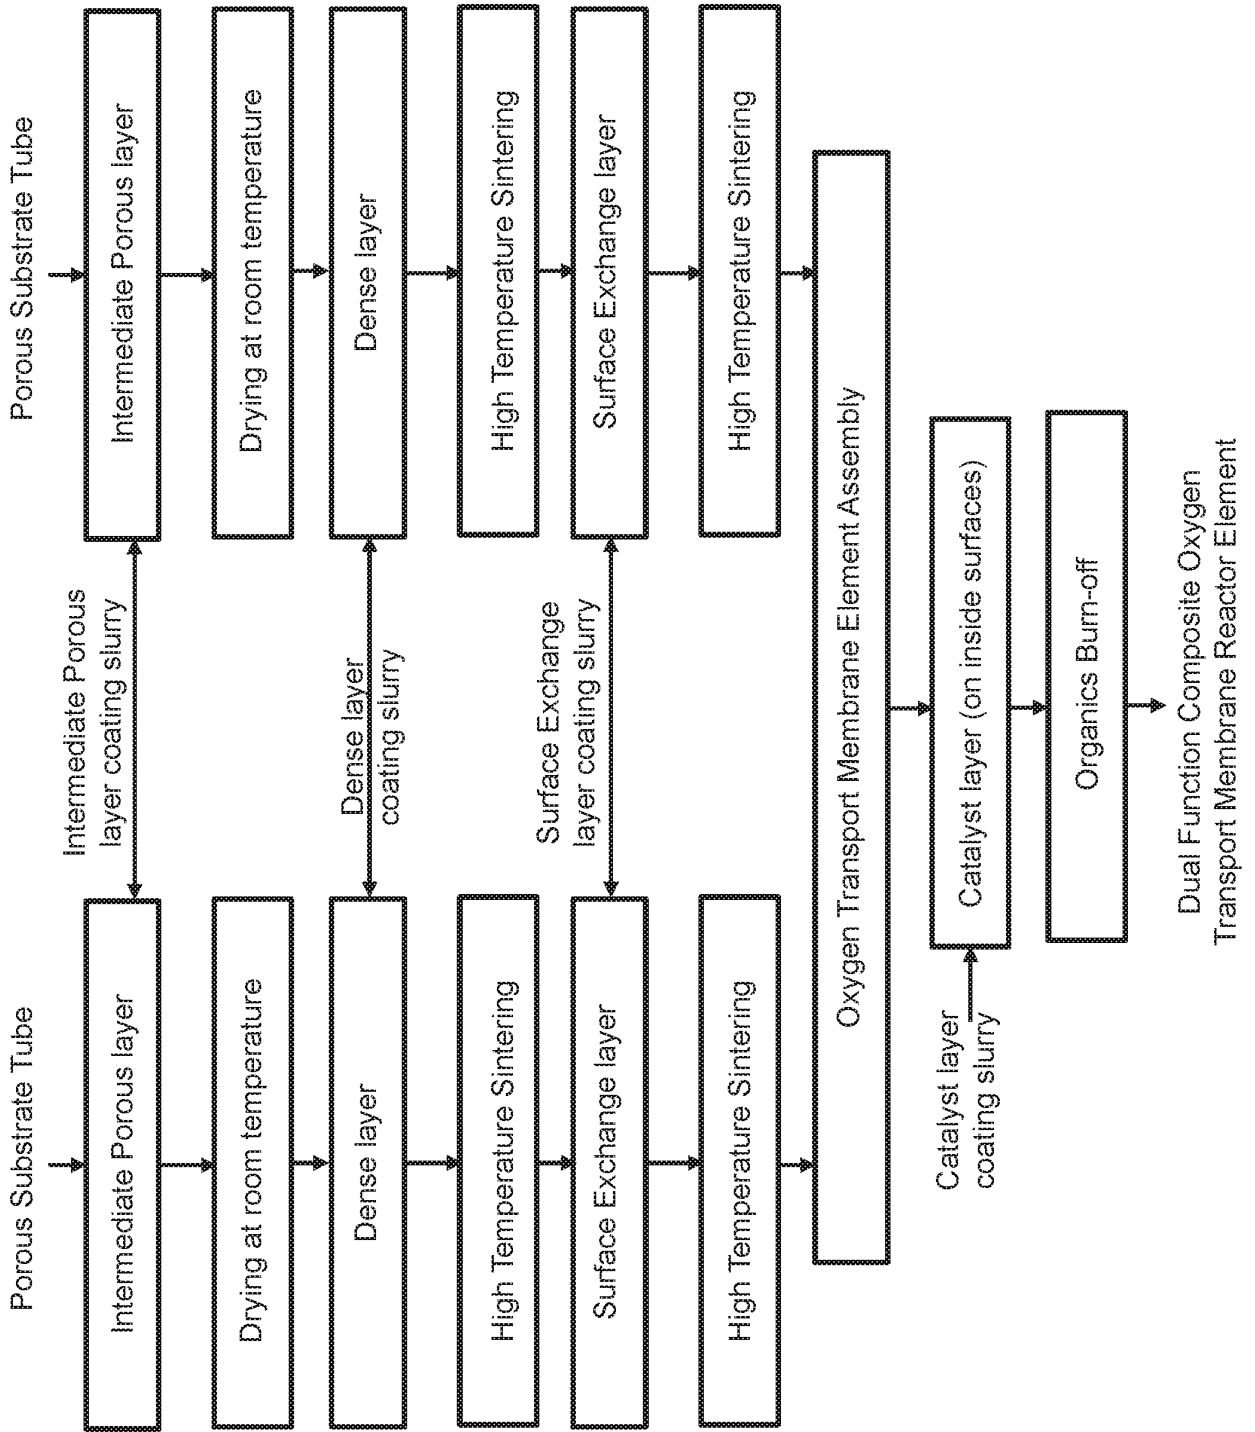 Porous Substrate Tube
Intermediate Porous layer
Drying at room temperature
Dense layer
High Temperature Sintering
Surface Exchange layer
High Temperature Sintering
Intermediate Porous
layer coating slurry
Dense layer
coating slurry
Surface Exchange
layer coating slurry
Porous Substrate Tube
Intermediate Porous layer
Drying at room temperature
Dense layer
High Temperature Sintering
Surface Exchange layer
High Temperature Sintering
Oxygen Transport Membrane Element Assembly
Catalyst layer
coating slurry
Catalyst layer (on inside surfaces)
Organics Burn-off
Dual Function Composite Oxygen
Transport Membrane Reactor Element